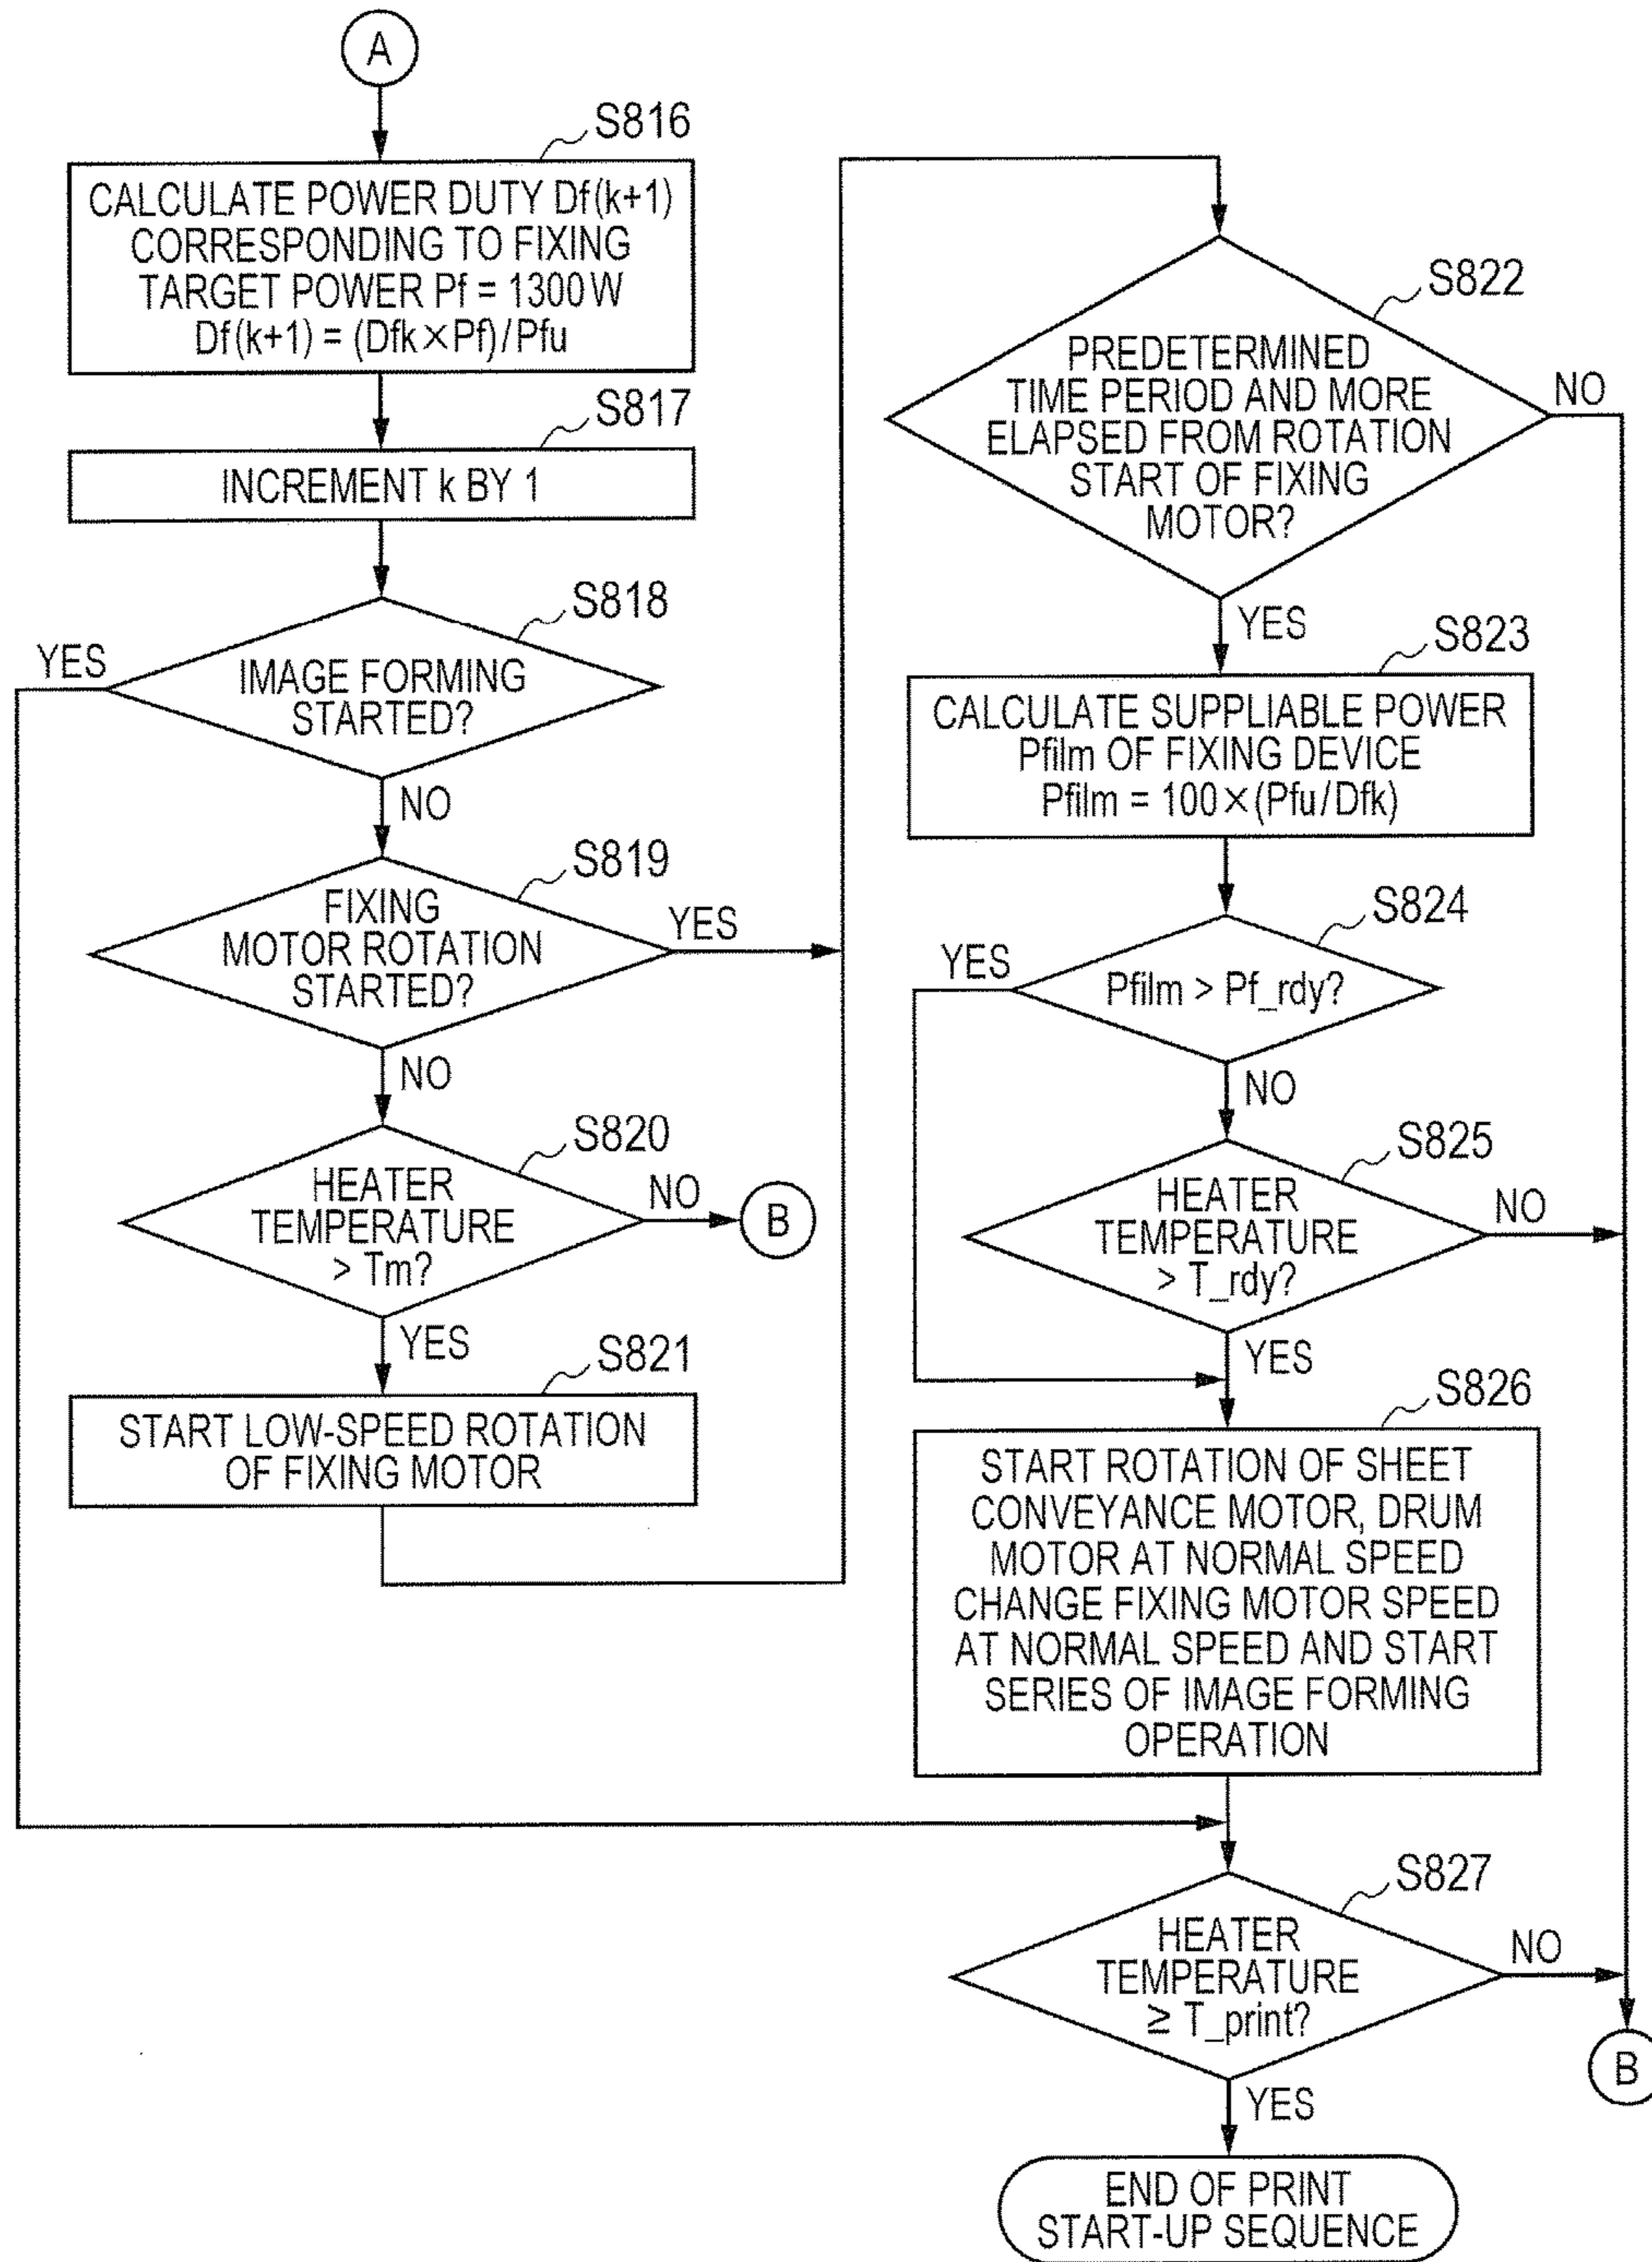 A
S816
CALCULATE POWER DUTY Df(k+1)
CORRESPONDING TO FIXING
TARGET POWER Pf = 1300W
Df(k+1) = (Dfk×Pf)/Pfu
S817
INCREMENT k BY 1
S818
YES
IMAGE FORMING
STARTED?
NO
S819
FIXING
MOTOR ROTATION
STARTED?
YES
NO
S820
HEATER
TEMPERATURE
> Tm?
NO
B
YES
S821
START LOW-SPEED ROTATION
OF FIXING MOTOR
S822
PREDETERMINED
TIME PERIOD AND MORE
ELAPSED FROM ROTATION
START OF FIXING
MOTOR?
NO
YES
S823
CALCULATE SUPPLIABLE POWER
Pfilm OF FIXING DEVICE
Pfilm = 100×(Pfu/Dfk)
S824
YES
Pfilm > Pf_rdy?
NO
S825
HEATER
TEMPERATURE
> T_rdy?
NO
YES
S826
START ROTATION OF SHEET
CONVEYANCE MOTOR, DRUM
MOTOR AT NORMAL SPEED
CHANGE FIXING MOTOR SPEED
AT NORMAL SPEED AND START
SERIES OF IMAGE FORMING
OPERATION
S827
HEATER
TEMPERATURE
≥ T_print?
NO
B
YES
END OF PRINT
START-UP SEQUENCE